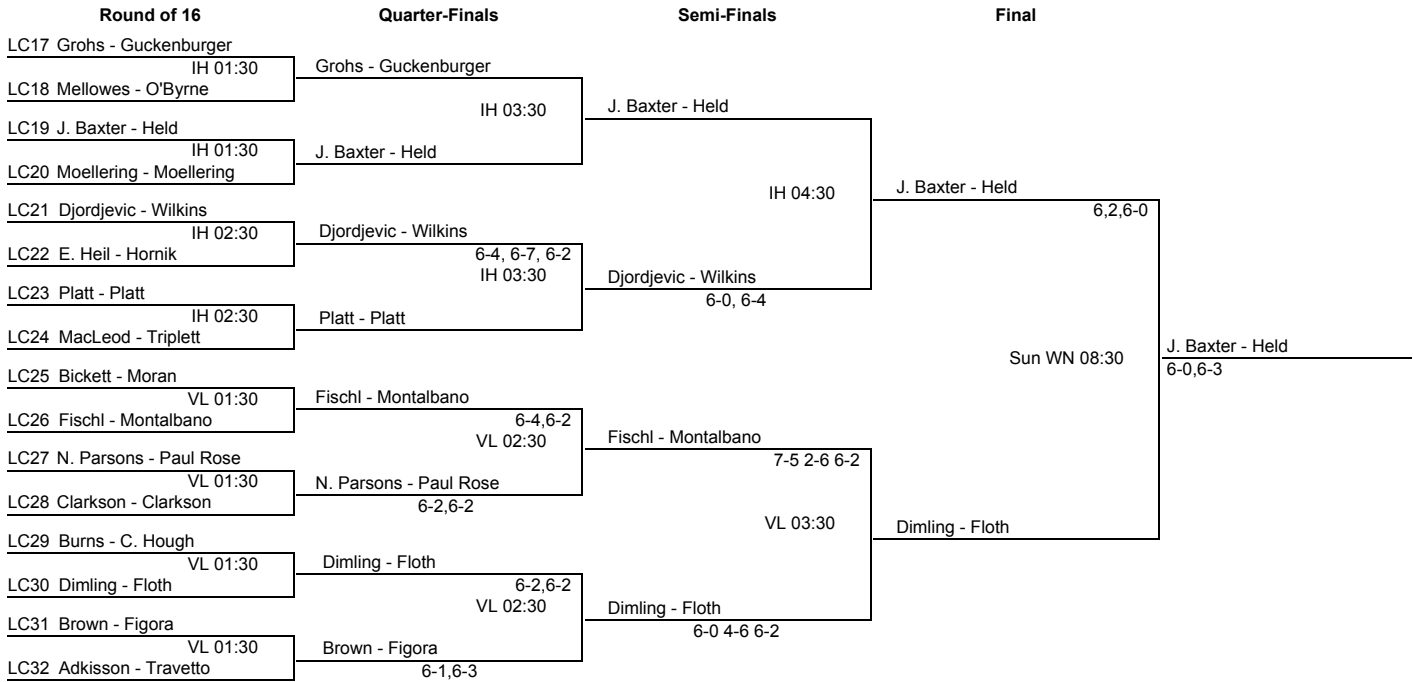 Round of 16 Quarter-Finals Semi-Finals Final
LC17 Grohs - Guckenburger
IH 01:30
LC18 Mellowes - O'Byrne
LC19 J. Baxter - Held
IH 01:30
LC20 Moellering - Moellering
LC21 Djordjevic - Wilkins
IH 02:30
LC22 E. Heil - Hornik
LC23 Platt - Platt
IH 02:30
LC24 MacLeod - Triplett
LC25 Bickett - Moran
VL 01:30
LC26 Fischl - Montalbano
LC27 N. Parsons - Paul Rose
VL 01:30
LC28 Clarkson - Clarkson
LC29 Burns - C. Hough
VL 01:30
LC30 Dimling - Floth
LC31 Brown - Figora
VL 01:30
LC32 Adkisson - Travetto
Grohs - Guckenburger
IH 03:30
J. Baxter - Held
Djordjevic - Wilkins
6-4, 6-7, 6-2
IH 03:30
Platt - Platt
Fischl - Montalbano
6-4,6-2
VL 02:30
N. Parsons - Paul Rose
6-2,6-2
Dimling - Floth
6-2,6-2
VL 02:30
Brown - Figora
6-1,6-3
J. Baxter - Held
IH 04:30
Djordjevic - Wilkins
6-0, 6-4
Fischl - Montalbano
7-5 2-6 6-2
VL 03:30
Dimling - Floth
6-0 4-6 6-2
J. Baxter - Held
6,2,6-0
Sun WN 08:30
Dimling - Floth
J. Baxter - Held
6-0,6-3